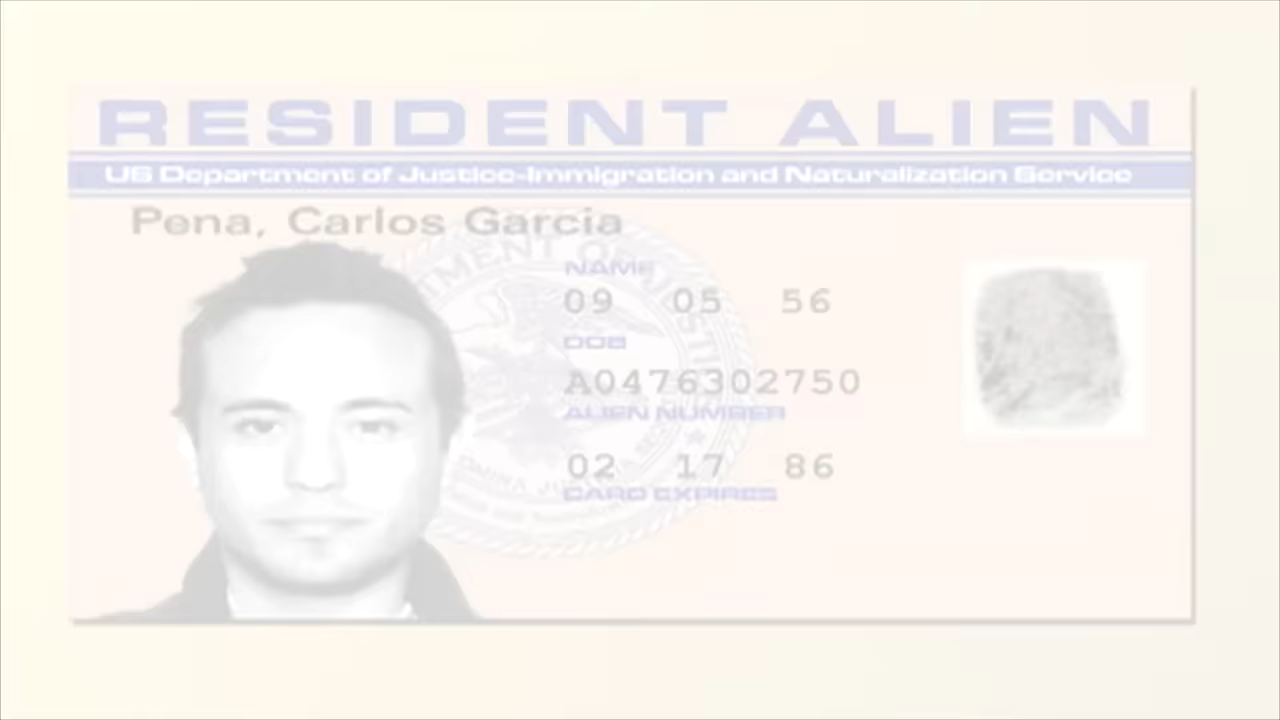 RESIDENT ALIEN
US Department of Justice-Immigration and Naturalization Service
Pena, Carlos Garcia
NAME
09 05 56
DOB
A0476302750
ALIEN NUMBER
02 17 86
CARD EXPIRES